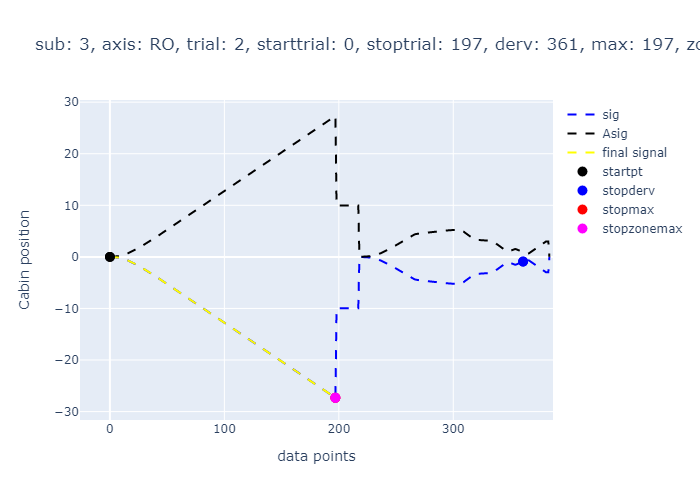 sub: 3, axis: RO, trial: 2, starttrial: 0, stoptrial: 197, derv: 361, max: 197, zo
30
20
10
0
−10
−20
−30
Cabin position
0
100
200
300
data points
sig
Asig
final signal
startpt
stopderv
stopmax
stopzonemax